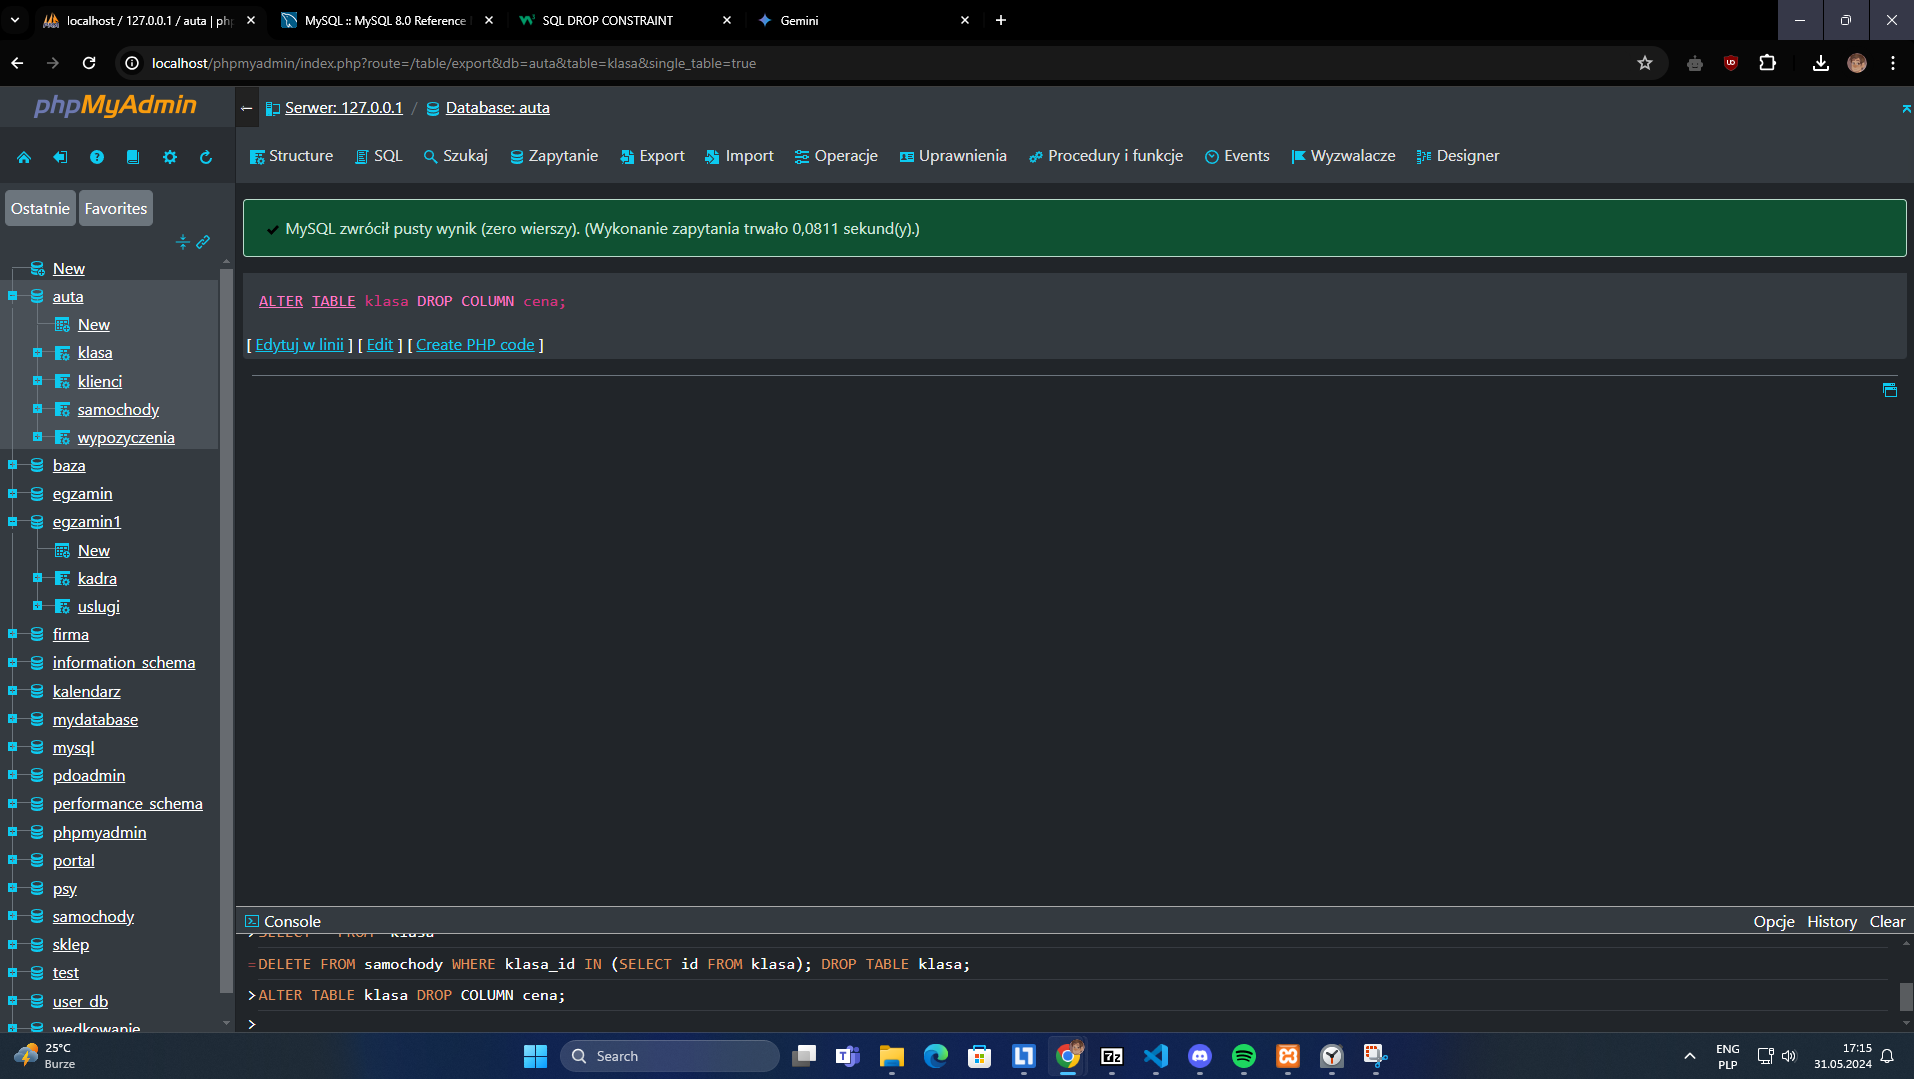 localhost / 127.0.0.1 / auta | ph
MySQL :: MySQL 8.0 Reference
SQL DROP CONSTRAINT
Gemini
localhost/phpmyadmin/index.php?route=/table/export&db=auta&table=klasa&single_table=true
phpMyAdmin
Serwer: 127.0.0.1 / Database: auta
Structure SQL Szukaj Zapytanie Export Import Operacje Uprawnienia Procedury i funkcje Events Wyzwalacze Designer
Ostatnie Favorites
New
auta
New
klasa
klienci
samochody
wypozyczenia
baza
egzamin
egzamin1
New
kadra
uslugi
firma
information_schema
kalendarz
mydatabase
mysql
pdoadmin
performance_schema
phpmyadmin
portal
psy
samochody
sklep
test
user_db
wedkowanie
MySQL zwrócił pusty wynik (zero wierszy). (Wykonanie zapytania trwało 0,0811 sekund(y).)
ALTER TABLE klasa DROP COLUMN cena;
[ Edytuj w linii ] [ Edit ] [ Create PHP code ]
Console
Opcje History Clear
>SELECT * FROM `klasa`
=DELETE FROM samochody WHERE klasa_id IN (SELECT id FROM klasa); DROP TABLE klasa;
>ALTER TABLE klasa DROP COLUMN cena;
>
25°C
Burze
Search
ENG
PLP
17:15
31.05.2024